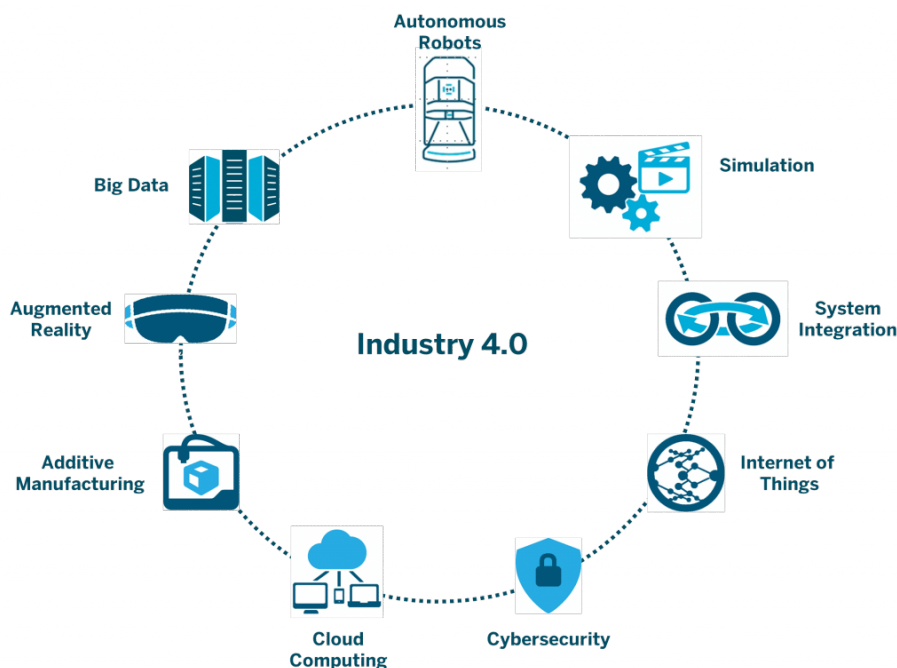 Autonomous
Robots
Simulation
Big Data
System
Integration
Augmented
Reality
Industry 4.0
Internet of
Things
Additive
Manufacturing
Cybersecurity
Cloud
Computing